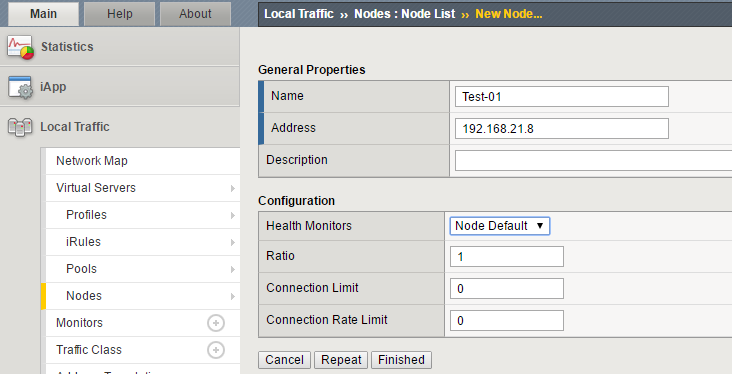 Main Help About
Local Traffic ›› Nodes : Node List ›› New Node...
Statistics
iApp
Local Traffic
Network Map
Virtual Servers
Profiles
iRules
Pools
Nodes
Monitors
Traffic Class
General Properties
Name Test-01
Address 192.168.21.8
Description
Configuration
Health Monitors Node Default
Ratio 1
Connection Limit 0
Connection Rate Limit 0
Cancel Repeat Finished